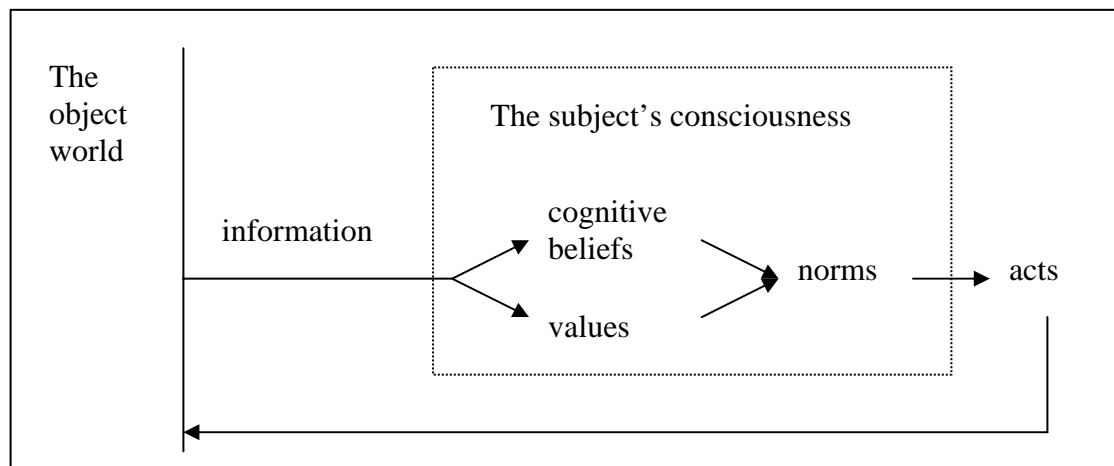 The
object
world
The subject's consciousness
information
cognitive
beliefs
values
norms
acts